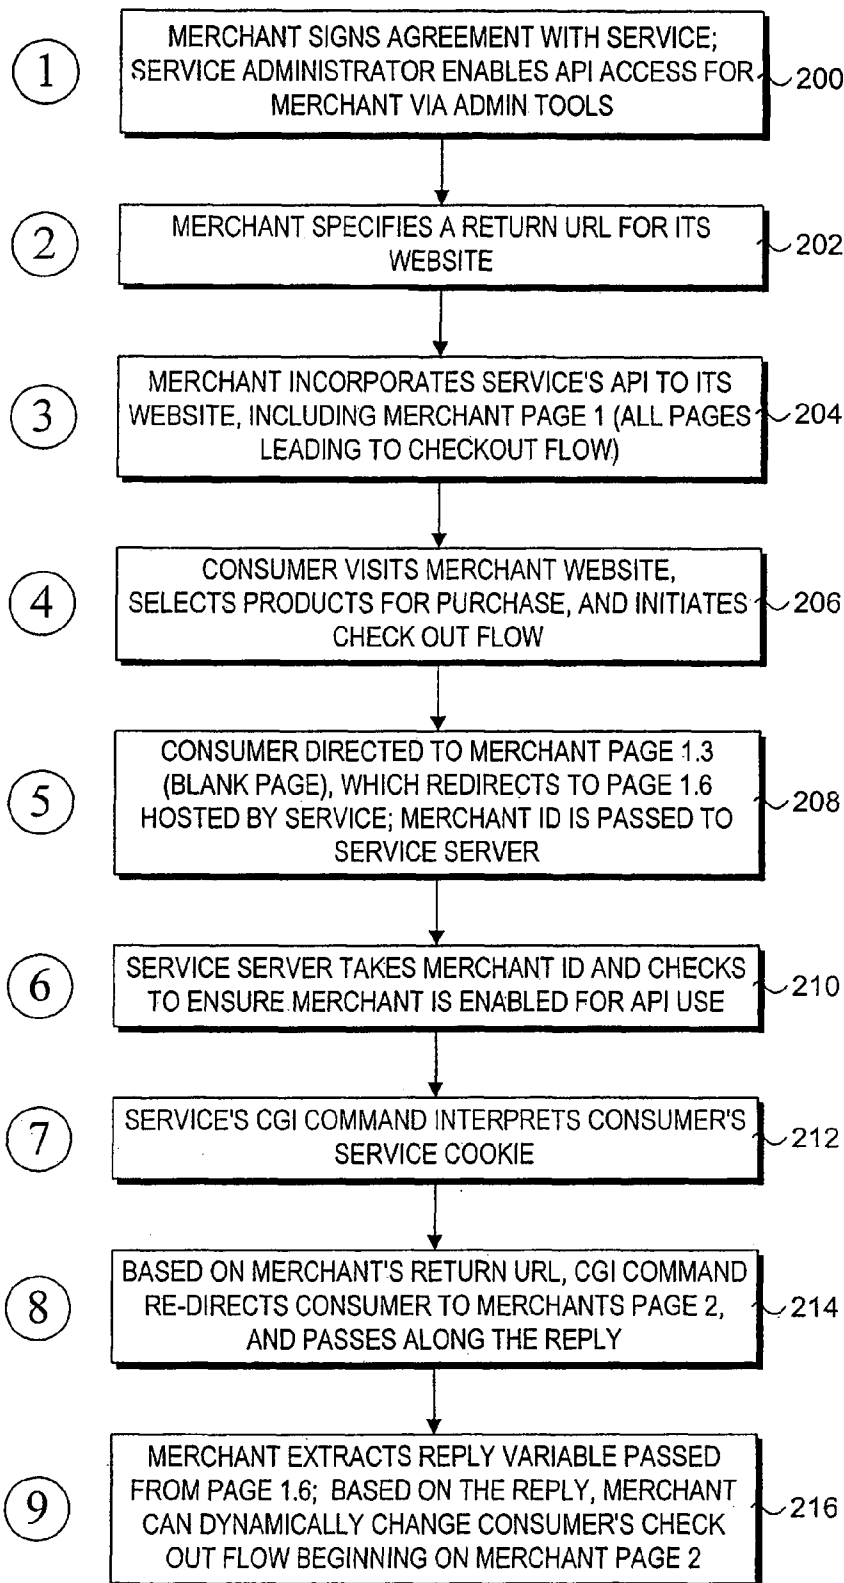 1
MERCHANT SIGNS AGREEMENT WITH SERVICE;
SERVICE ADMINISTRATOR ENABLES API ACCESS FOR
MERCHANT VIA ADMIN TOOLS
200
2
MERCHANT SPECIFIES A RETURN URL FOR ITS
WEBSITE
202
3
MERCHANT INCORPORATES SERVICE'S API TO ITS
WEBSITE, INCLUDING MERCHANT PAGE 1 (ALL PAGES
LEADING TO CHECKOUT FLOW)
204
4
CONSUMER VISITS MERCHANT WEBSITE,
SELECTS PRODUCTS FOR PURCHASE, AND INITIATES
CHECK OUT FLOW
206
5
CONSUMER DIRECTED TO MERCHANT PAGE 1.3
(BLANK PAGE), WHICH REDIRECTS TO PAGE 1.6
HOSTED BY SERVICE; MERCHANT ID IS PASSED TO
SERVICE SERVER
208
6
SERVICE SERVER TAKES MERCHANT ID AND CHECKS
TO ENSURE MERCHANT IS ENABLED FOR API USE
210
7
SERVICE'S CGI COMMAND INTERPRETS CONSUMER'S
SERVICE COOKIE
212
8
BASED ON MERCHANT'S RETURN URL, CGI COMMAND
RE-DIRECTS CONSUMER TO MERCHANTS PAGE 2,
AND PASSES ALONG THE REPLY
214
9
MERCHANT EXTRACTS REPLY VARIABLE PASSED
FROM PAGE 1.6; BASED ON THE REPLY, MERCHANT
CAN DYNAMICALLY CHANGE CONSUMER'S CHECK
OUT FLOW BEGINNING ON MERCHANT PAGE 2
216